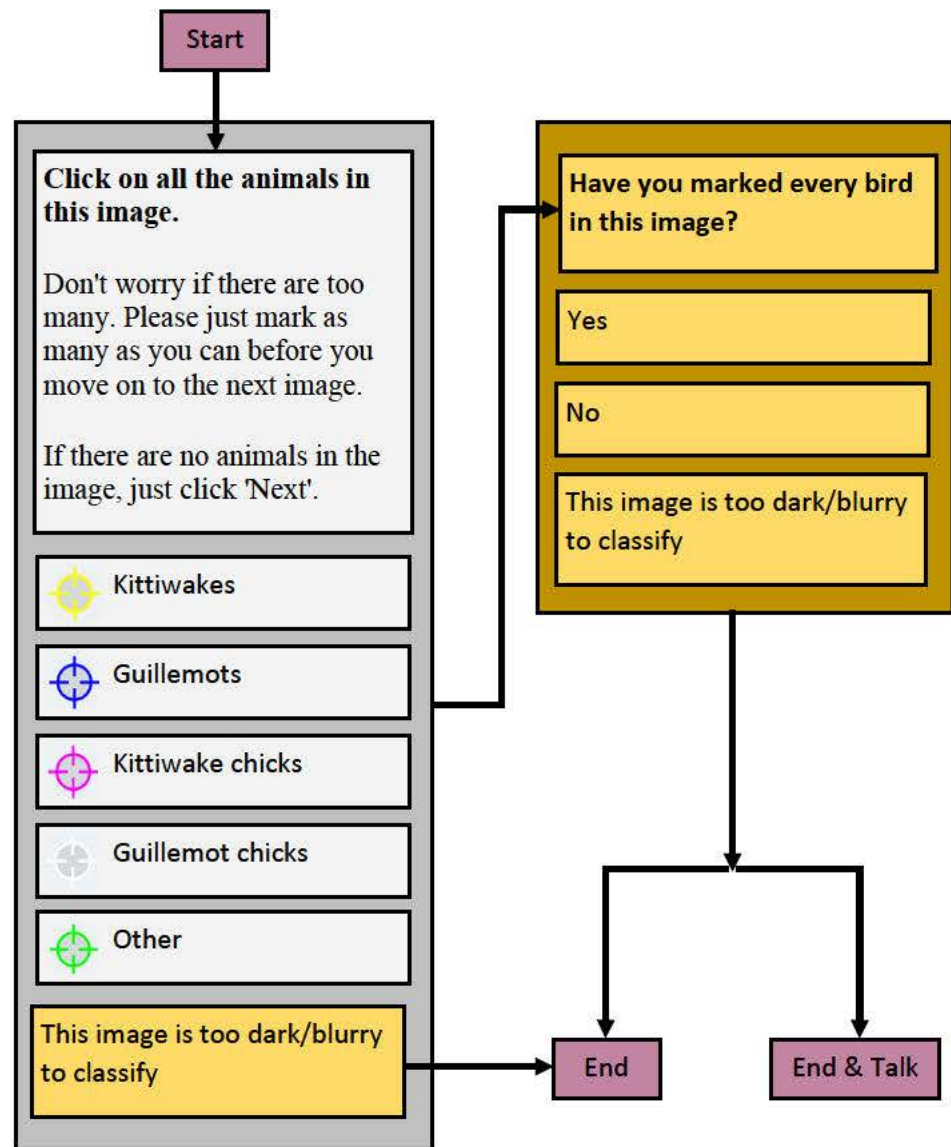 Start
Click on all the animals in
this image.
Don't worry if there are too
many. Please just mark as
many as you can before you
move on to the next image.
If there are no animals in the
image, just click 'Next'.
Kittiwakes
Guillemots
Kittiwake chicks
Guillemot chicks
Other
This image is too dark/blurry
to classify
Have you marked every bird
in this image?
Yes
No
This image is too dark/blurry
to classify
End
End & Talk